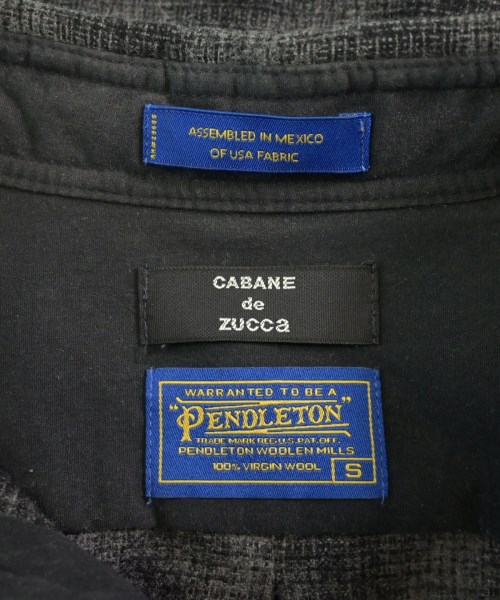 ASSEMBLED IN MEXICO
OF USA FABRIC
CABANE
de
zucca
WARRANTED TO BE A
"PENDLETON"
TRADE MARK REG. U.S. PAT. OFF.
PENDLETON WOOLEN MILLS
100% VIRGIN WOOL S